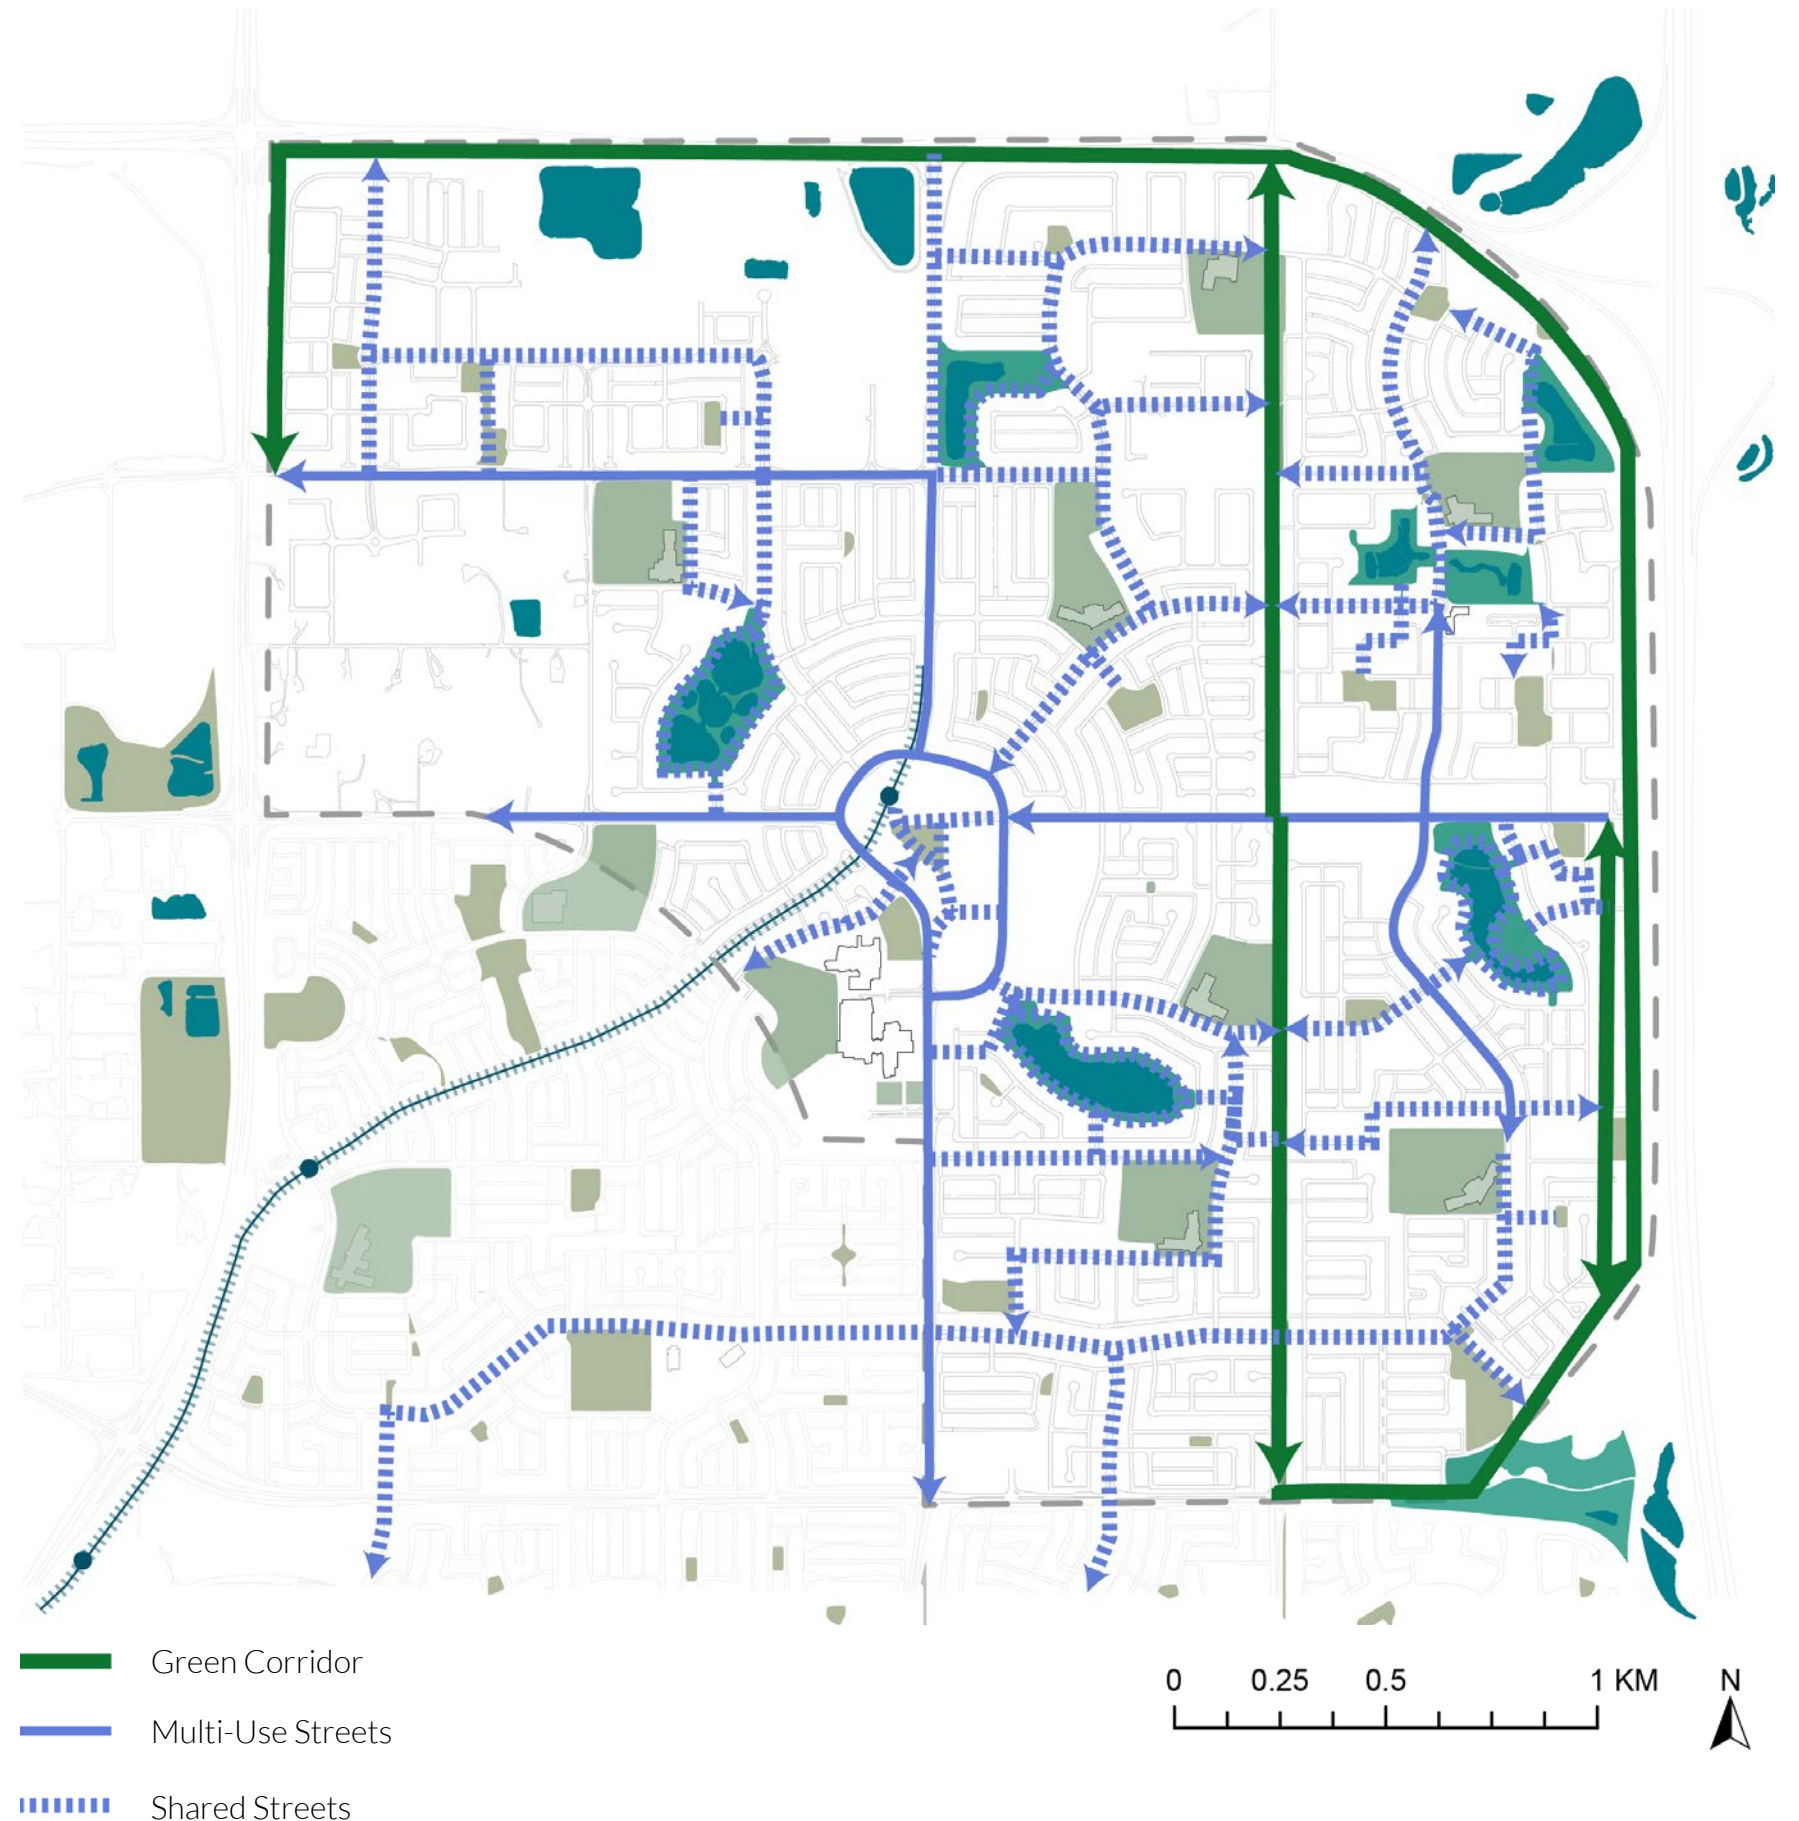 Green Corridor
Multi-Use Streets
Shared Streets
0 0.25 0.5 1 KM
N